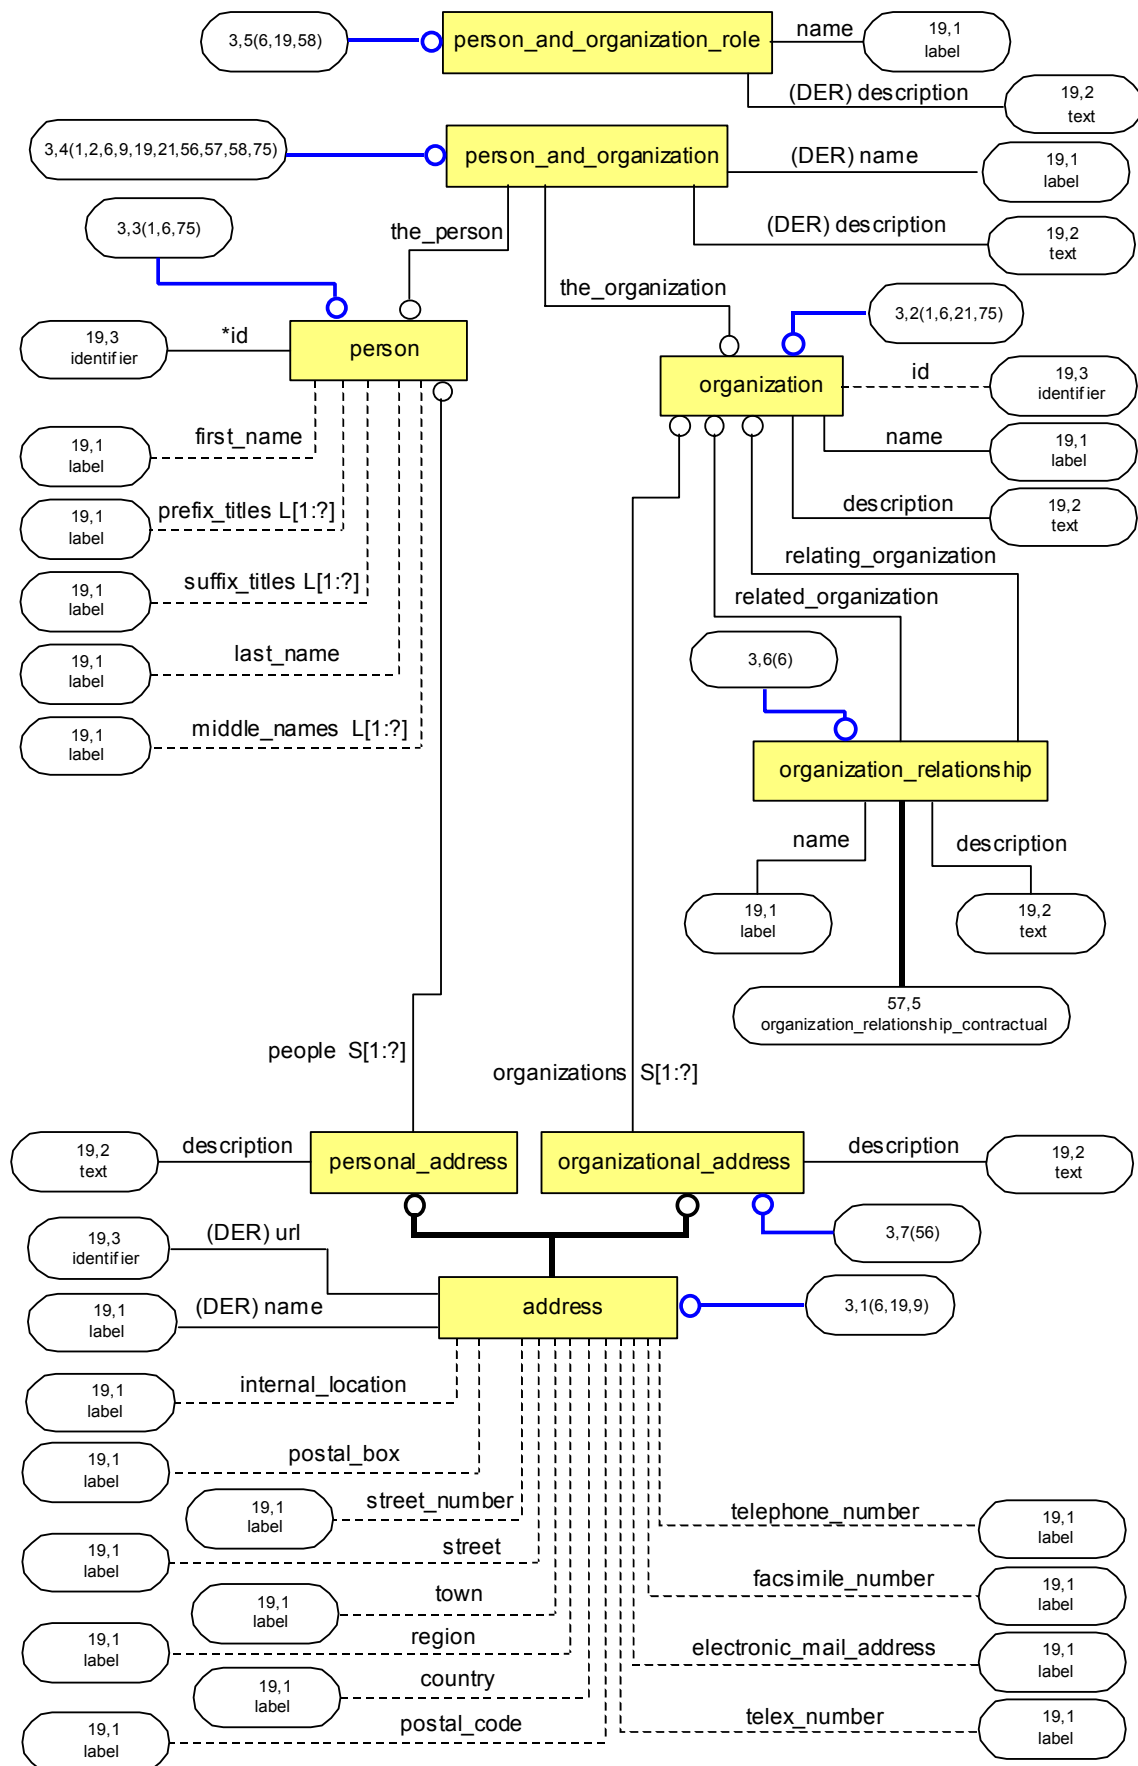 3,5(6,19,58)
person_and_organization_role
name
19,1
label
(DER) description
19,2
text
3,4(1,2,6,9,19,21,56,57,58,75)
person_and_organization
(DER) name
19,1
label
3,3(1,6,75)
the_person
(DER) description
19,2
text
the_organization
3,2(1,6,21,75)
19,3
identifier
*id
person
organization
id
19,3
identifier
first_name
19,1
label
name
19,1
label
prefix_titles L[1:?]
19,1
label
description
19,2
text
suffix_titles L[1:?]
19,1
label
relating_organization
related_organization
last_name
19,1
label
3,6(6)
middle_names L[1:?]
19,1
label
organization_relationship
name
description
19,1
label
19,2
text
57,5
organization_relationship_contractual
people S[1:?]
organizations S[1:?]
19,2
text
description
personal_address
organizational_address
description
19,2
text
19,3
identifier
(DER) url
3,7(56)
19,1
label
(DER) name
address
3,1(6,19,9)
internal_location
19,1
label
postal_box
19,1
label
street_number
19,1
label
telephone_number
19,1
label
street
19,1
label
facsimile_number
19,1
label
town
19,1
label
region
19,1
label
electronic_mail_address
19,1
label
country
19,1
label
postal_code
19,1
label
telex_number
19,1
label